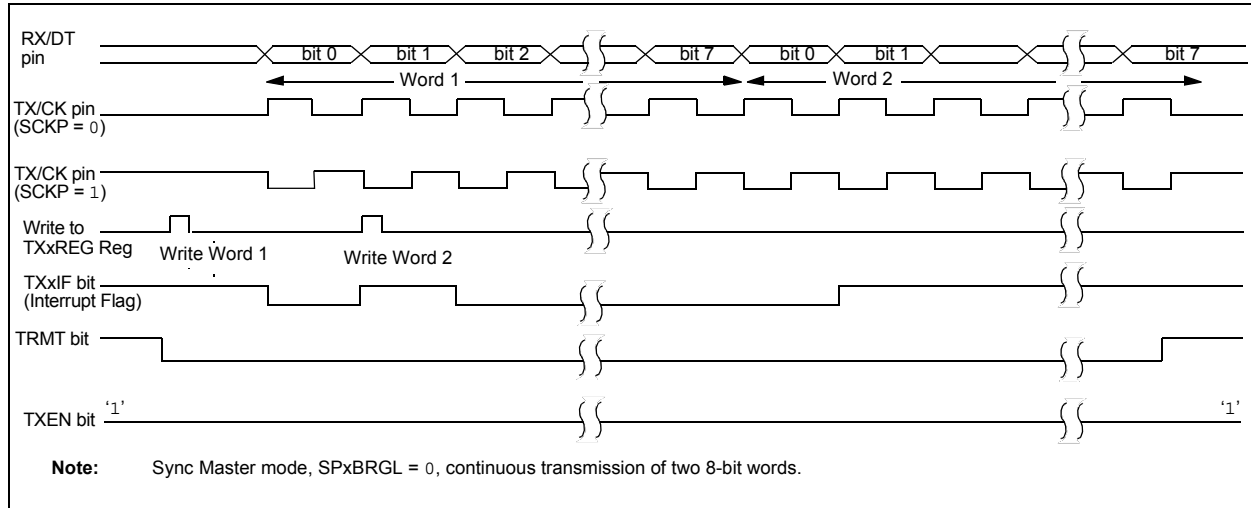 RX/DT
pin
bit 0 bit 1 bit 2 bit 7 bit 0 bit 1 bit 7
Word 1 Word 2
TX/CK pin
(SCKP = 0)
TX/CK pin
(SCKP = 1)
Write to
TXxREG Reg
Write Word 1 Write Word 2
TXxIF bit
(Interrupt Flag)
TRMT bit
TXEN bit ‘1’ ‘1’
Note: Sync Master mode, SPxBRGL = 0, continuous transmission of two 8-bit words.